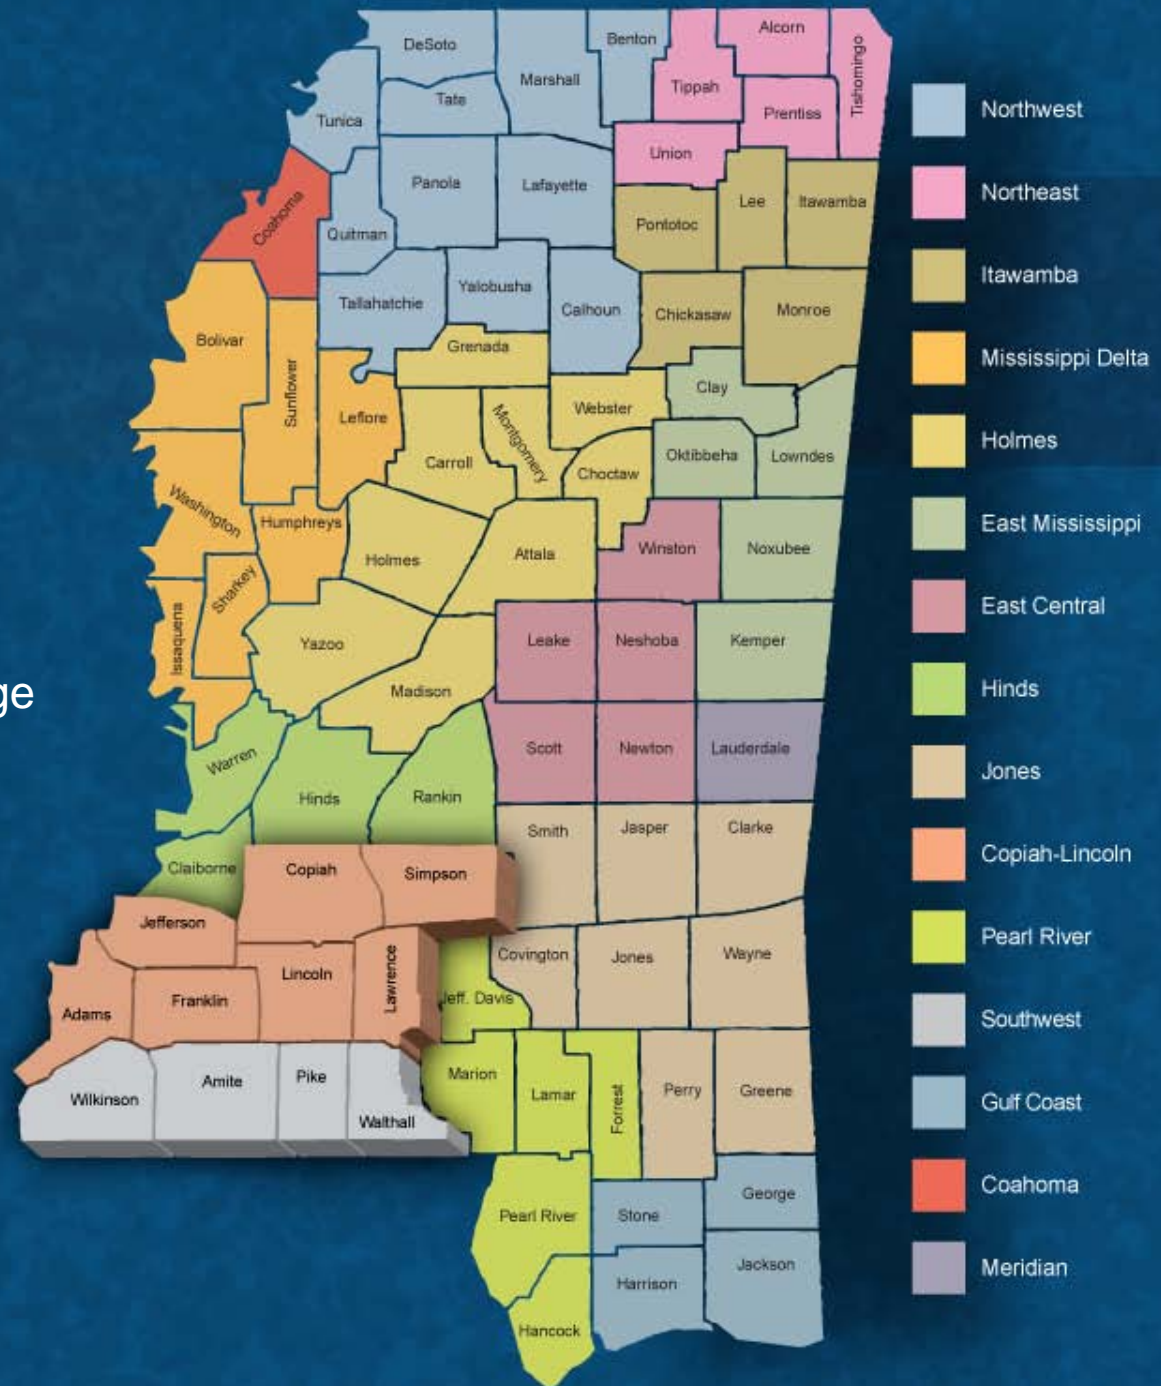 DeSoto
Marshall
Benton
Tippah
Alcorn
Tishomingo
Tate
Tunica
Prentiss
Union
Panola
Lafayette
Coahoma
Quitman
Pontotoc
Lee
Itawamba
Tallahatchie
Yalobusha
Calhoun
Chickasaw
Monroe
Bolivar
Sunflower
Leflore
Grenada
Webster
Clay
Carroll
Montgomery
Choctaw
Oktibbeha
Lowndes
Washington
Humphreys
Holmes
Attala
Winston
Noxubee
Issaquena
Sharkey
Yazoo
Madison
Leake
Neshoba
Kemper
ge
Warren
Hinds
Rankin
Scott
Newton
Lauderdale
Smith
Jasper
Clarke
Claiborne
Copiah
Simpson
Jefferson
Lincoln
Lawrence
Covington
Jones
Wayne
Adams
Franklin
Jeff. Davis
Wilkinson
Amite
Pike
Walthall
Marion
Lamar
Forrest
Perry
Greene
Pearl River
Stone
George
Hancock
Harrison
Jackson
Northwest
Northeast
Itawamba
Mississippi Delta
Holmes
East Mississippi
East Central
Hinds
Jones
Copiah-Lincoln
Pearl River
Southwest
Gulf Coast
Coahoma
Meridian